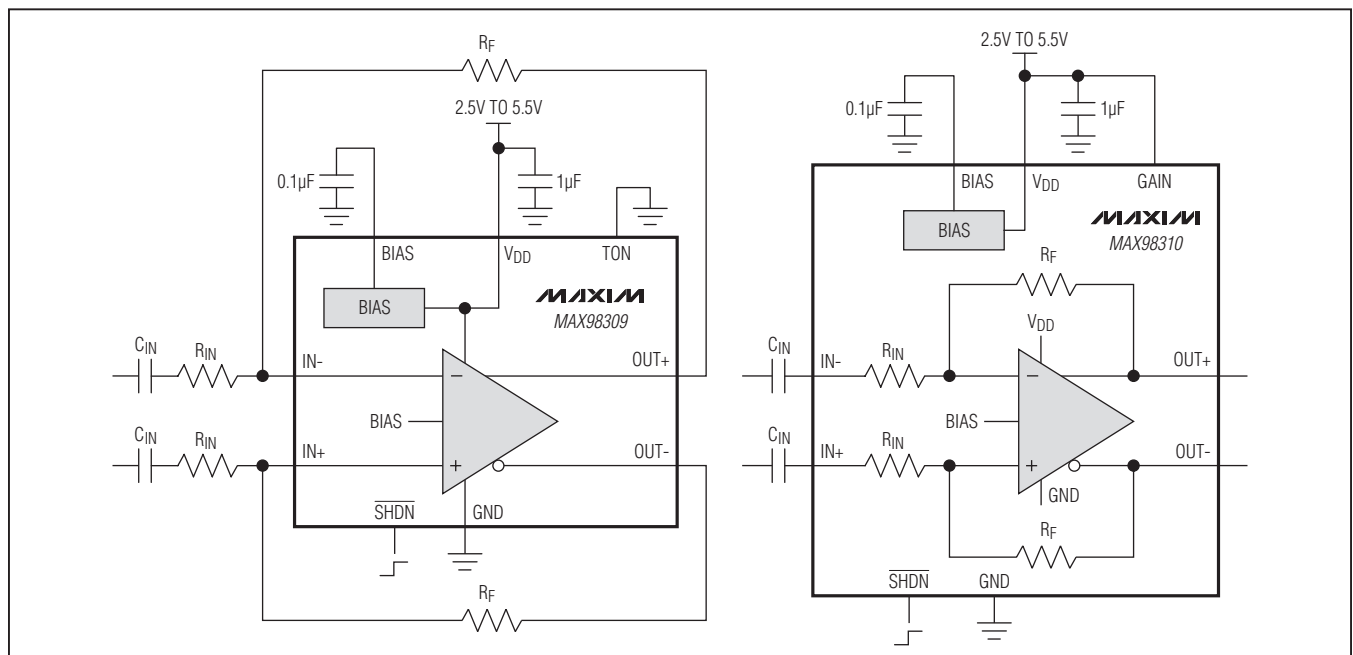 RF
2.5V TO 5.5V
0.1µF
1µF
BIAS
VDD
TON
BIAS
MAXIM
MAX98309
CIN
RIN
IN-
−
OUT+
BIAS
CIN
RIN
IN+
+
OUT-
SHDN
GND
RF
2.5V TO 5.5V
0.1µF
1µF
BIAS
VDD
GAIN
BIAS
MAXIM
MAX98310
RF
VDD
CIN
IN-
RIN
−
OUT+
BIAS
CIN
IN+
RIN
+
OUT-
GND
RF
SHDN
GND